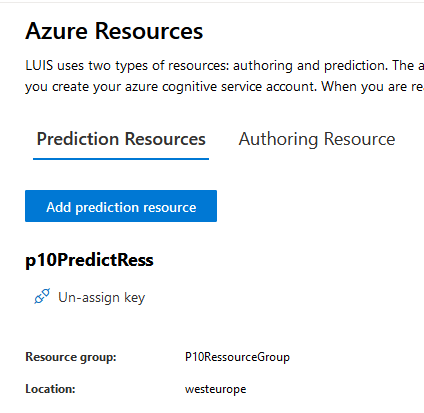 Azure Resources
LUIS uses two types of resources: authoring and prediction. The a
you create your azure cognitive service account. When you are re
Prediction Resources Authoring Resource
Add prediction resource
p10PredictRess
Un-assign key
Resource group: P10RessourceGroup
Location: westeurope